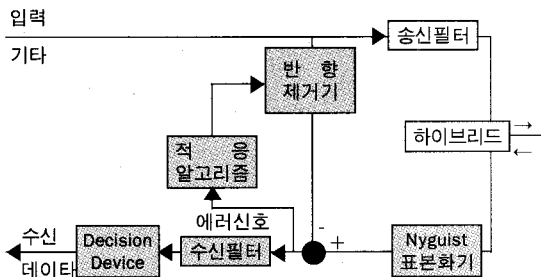 입력
기타
송신필터
반 향
제거기
하이브리드
적 응
알고리즘
에러신호
수신
데이타
Decision
Device
수신필터
-
+
Nyguist
표본화기